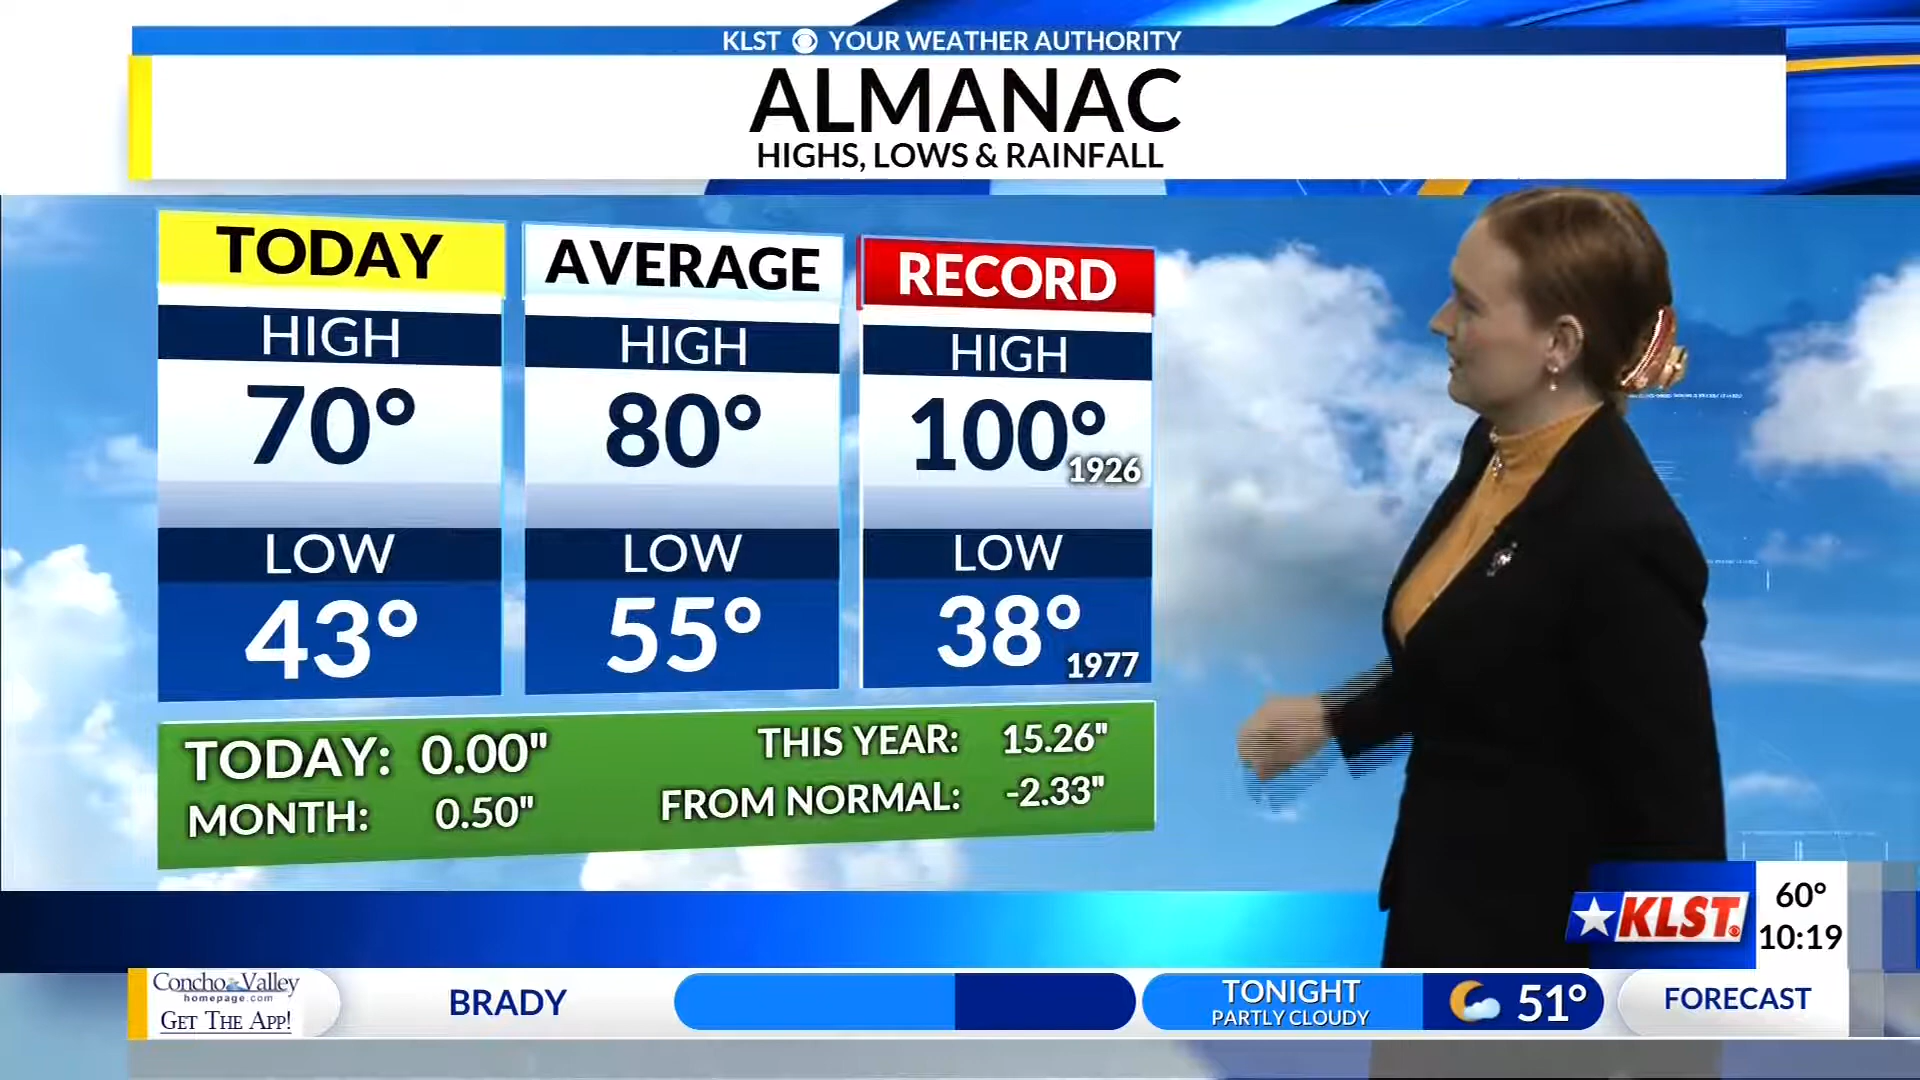 KLST YOUR WEATHER AUTHORITY
ALMANAC
HIGHS, LOWS & RAINFALL
TODAY
HIGH
70°
LOW
43°
AVERAGE
HIGH
80°
LOW
55°
RECORD
HIGH
100°
1926
LOW
38°
1977
TODAY: 0.00"
MONTH: 0.50"
THIS YEAR: 15.26"
FROM NORMAL: -2.33"
KLST
60°
10:19
Concho Valley
homepage.com
GET THE APP!
BRADY
TONIGHT
PARTLY CLOUDY
51°
FORECAST